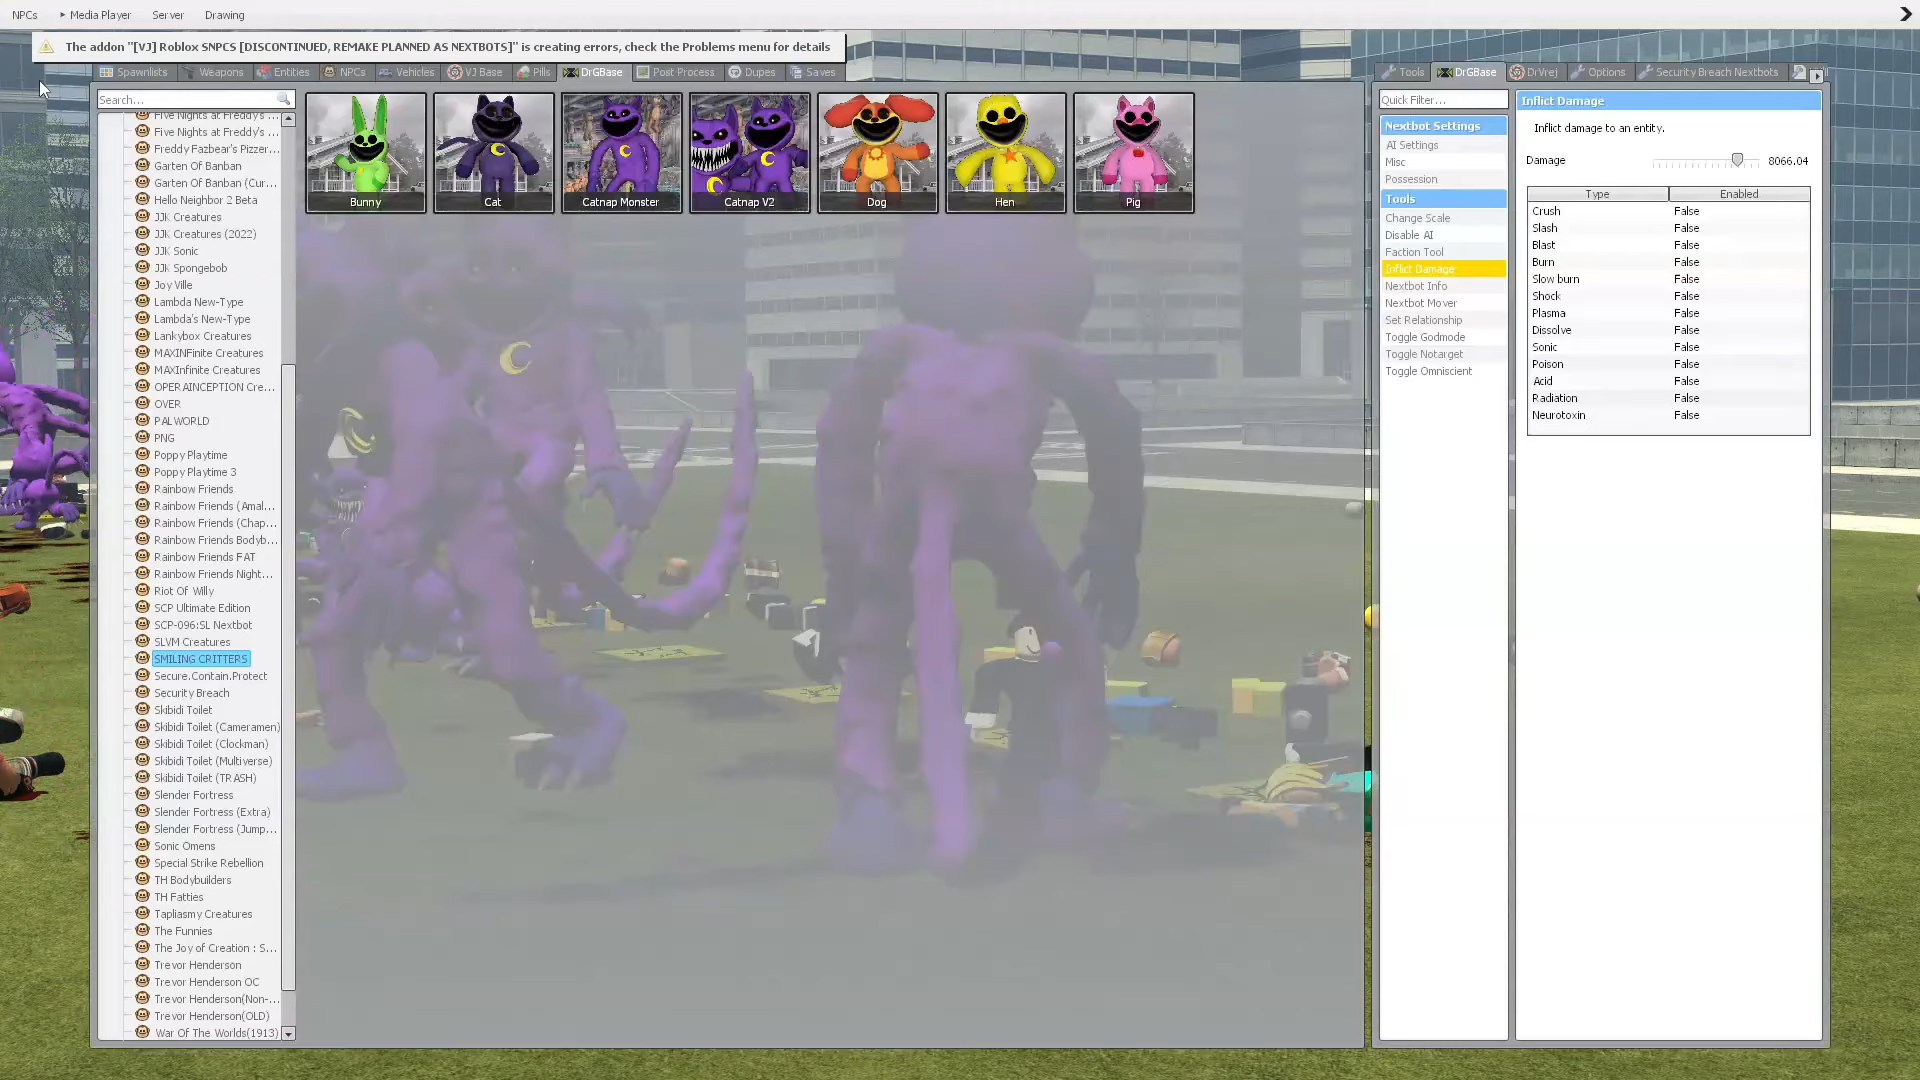 NPCs
Media Player
Server
Drawing
The addon "[VJ] Roblox SNPCS [DISCONTINUED, REMAKE PLANNED AS NEXTBOTS]" is creating errors, check the Problems menu for details
Spawnlists
Weapons
Entities
NPCs
Vehicles
VJ Base
Pills
DrGBase
Post Process
Dupes
Saves
Search...
Five Nights at Freddy's ...
Five Nights at Freddy's ...
Freddy Fazbear's Pizzer...
Garten Of Banban
Garten Of Banban (Cur...
Hello Neighbor 2 Beta
JJK Creatures
JJK Creatures (2022)
JJK Sonic
JJK Spongebob
Joy Ville
Lambda New-Type
Lambda's New-Type
Lankybox Creatures
MAXINFinite Creatures
MAXInfinite Creatures
OPERAINCEPTION Cre...
OVER
PALWORLD
PNG
Poppy Playtime
Poppy Playtime 3
Rainbow Friends
Rainbow Friends (Amal...
Rainbow Friends (Chap...
Rainbow Friends Bodyb...
Rainbow Friends FAT
Rainbow Friends Night...
Riot Of Willy
SCP Ultimate Edition
SCP-096:SL Nextbot
SLVM Creatures
SMILING CRITTERS
Secure.Contain.Protect
Security Breach
Skibidi Toilet
Skibidi Toilet (Cameramen)
Skibidi Toilet (Clockman)
Skibidi Toilet (Multiverse)
Skibidi Toilet (TRASH)
Slender Fortress
Slender Fortress (Extra)
Slender Fortress (Jump...
Sonic Omens
Special Strike Rebellion
TH Bodybuilders
TH Fatties
Tapliasmy Creatures
The Funnies
The Joy of Creation : S...
Trevor Henderson
Trevor Henderson OC
Trevor Henderson(Non-...
Trevor Henderson(OLD)
War Of The Worlds(1913)
Bunny
Cat
Catnap Monster
Catnap V2
Dog
Hen
Pig
Tools
DrGBase
DrVrej
Options
Security Breach Nextbots
Quick Filter...
Nextbot Settings
AI Settings
Misc
Possession
Tools
Change Scale
Disable AI
Faction Tool
Inflict Damage
Nextbot Info
Nextbot Mover
Set Relationship
Toggle Godmode
Toggle Notarget
Toggle Omniscient
Inflict Damage
Inflict damage to an entity.
Damage 8066.04
Type Enabled
Crush False
Slash False
Blast False
Burn False
Slow burn False
Shock False
Plasma False
Dissolve False
Sonic False
Poison False
Acid False
Radiation False
Neurotoxin False